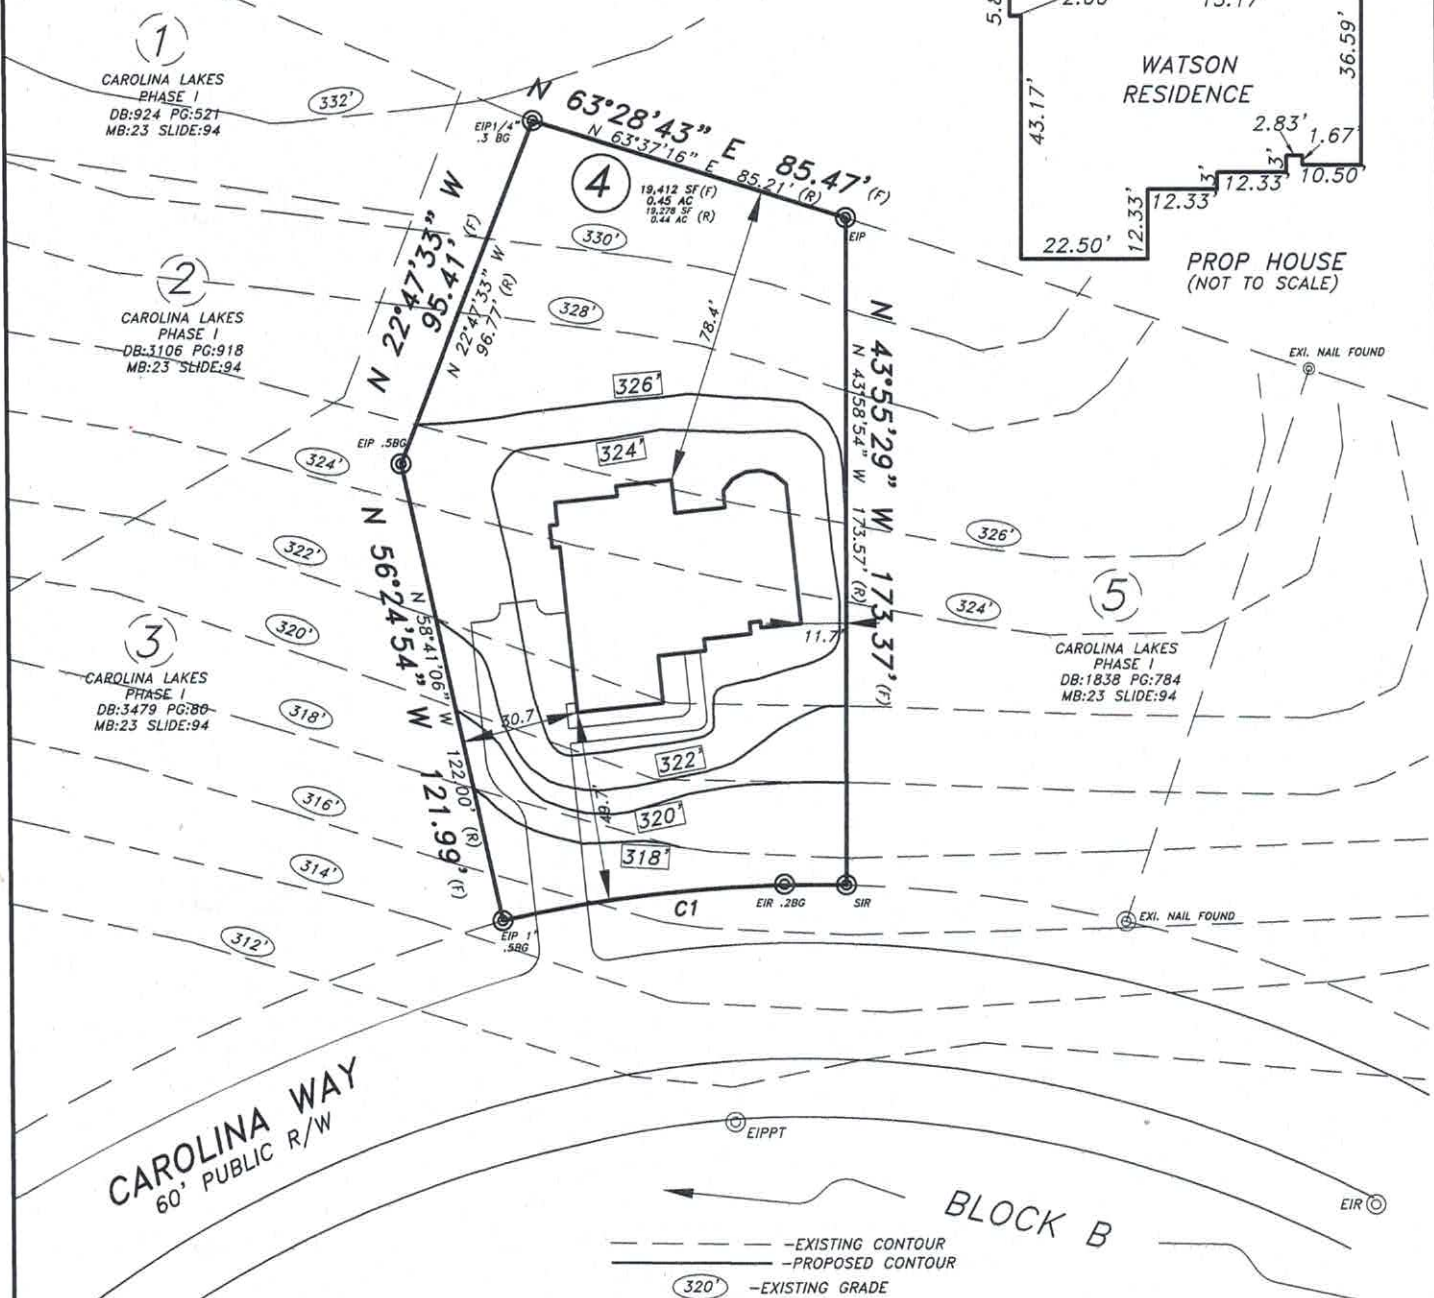 1
CAROLINA LAKES
PHASE I
DB:924 PG:521
MB:23 SLIDE:94
332'
EIP1/4"
.3 BG
N 63°28'43" E 85.47' (F)
N 63°37'16" E 85.21' (R)
4
19,412 SF(F)
0.45 AC
19,278 SF
0.44 AC (R)
EIP
2.00
15.17
36.59'
WATSON
RESIDENCE
43.17'
2.83'
1.67'
3'
3'
10.50'
12.33'
12.33'
12.33'
22.50'
PROP HOUSE
(NOT TO SCALE)
330'
328'
78.4'
N 22°47'33" W
95.41' (F)
N 22°47'33" W
96.77' (R)
2
CAROLINA LAKES
PHASE I
DB:3106 PG:918
MB:23 SLIDE:94
EXI. NAIL FOUND
N 43°55'29" W 173.37' (F)
N 43°58'54" W 173.57' (R)
326'
324'
EIP .5BG
324'
322'
320'
318'
316'
314'
312'
326'
324'
5
CAROLINA LAKES
PHASE I
DB:1838 PG:784
MB:23 SLIDE:94
3
CAROLINA LAKES
PHASE I
DB:3479 PG:80
MB:23 SLIDE:94
N 56°24'54" W 121.99' (F)
N 58°41'06" W 122.00' (R)
11.7'
30.7'
49.7'
322'
320'
318'
C1
EIR .2BG
SIR
EIP 1"
.5BG
EXI. NAIL FOUND
CAROLINA WAY
60' PUBLIC R/W
EIPPT
EIR
BLOCK B
-EXISTING CONTOUR
-PROPOSED CONTOUR
320' -EXISTING GRADE